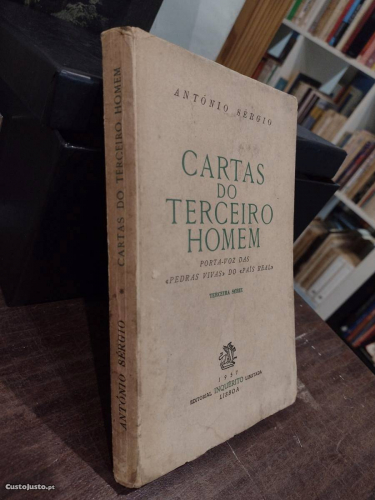 ANTÓNIO SÉRGIO
CARTAS
DO
TERCEIRO
HOMEM
PORTA-VOZ DAS
«PEDRAS VIVAS» DO «PAÍS REAL»
TERCEIRA SÉRIE
1957
EDITORIAL INQUÉRITO LIMITADA
LISBOA
ANTÓNIO SÉRGIO * CARTAS DO TERCEIRO HOMEM
CustoJusto.pt